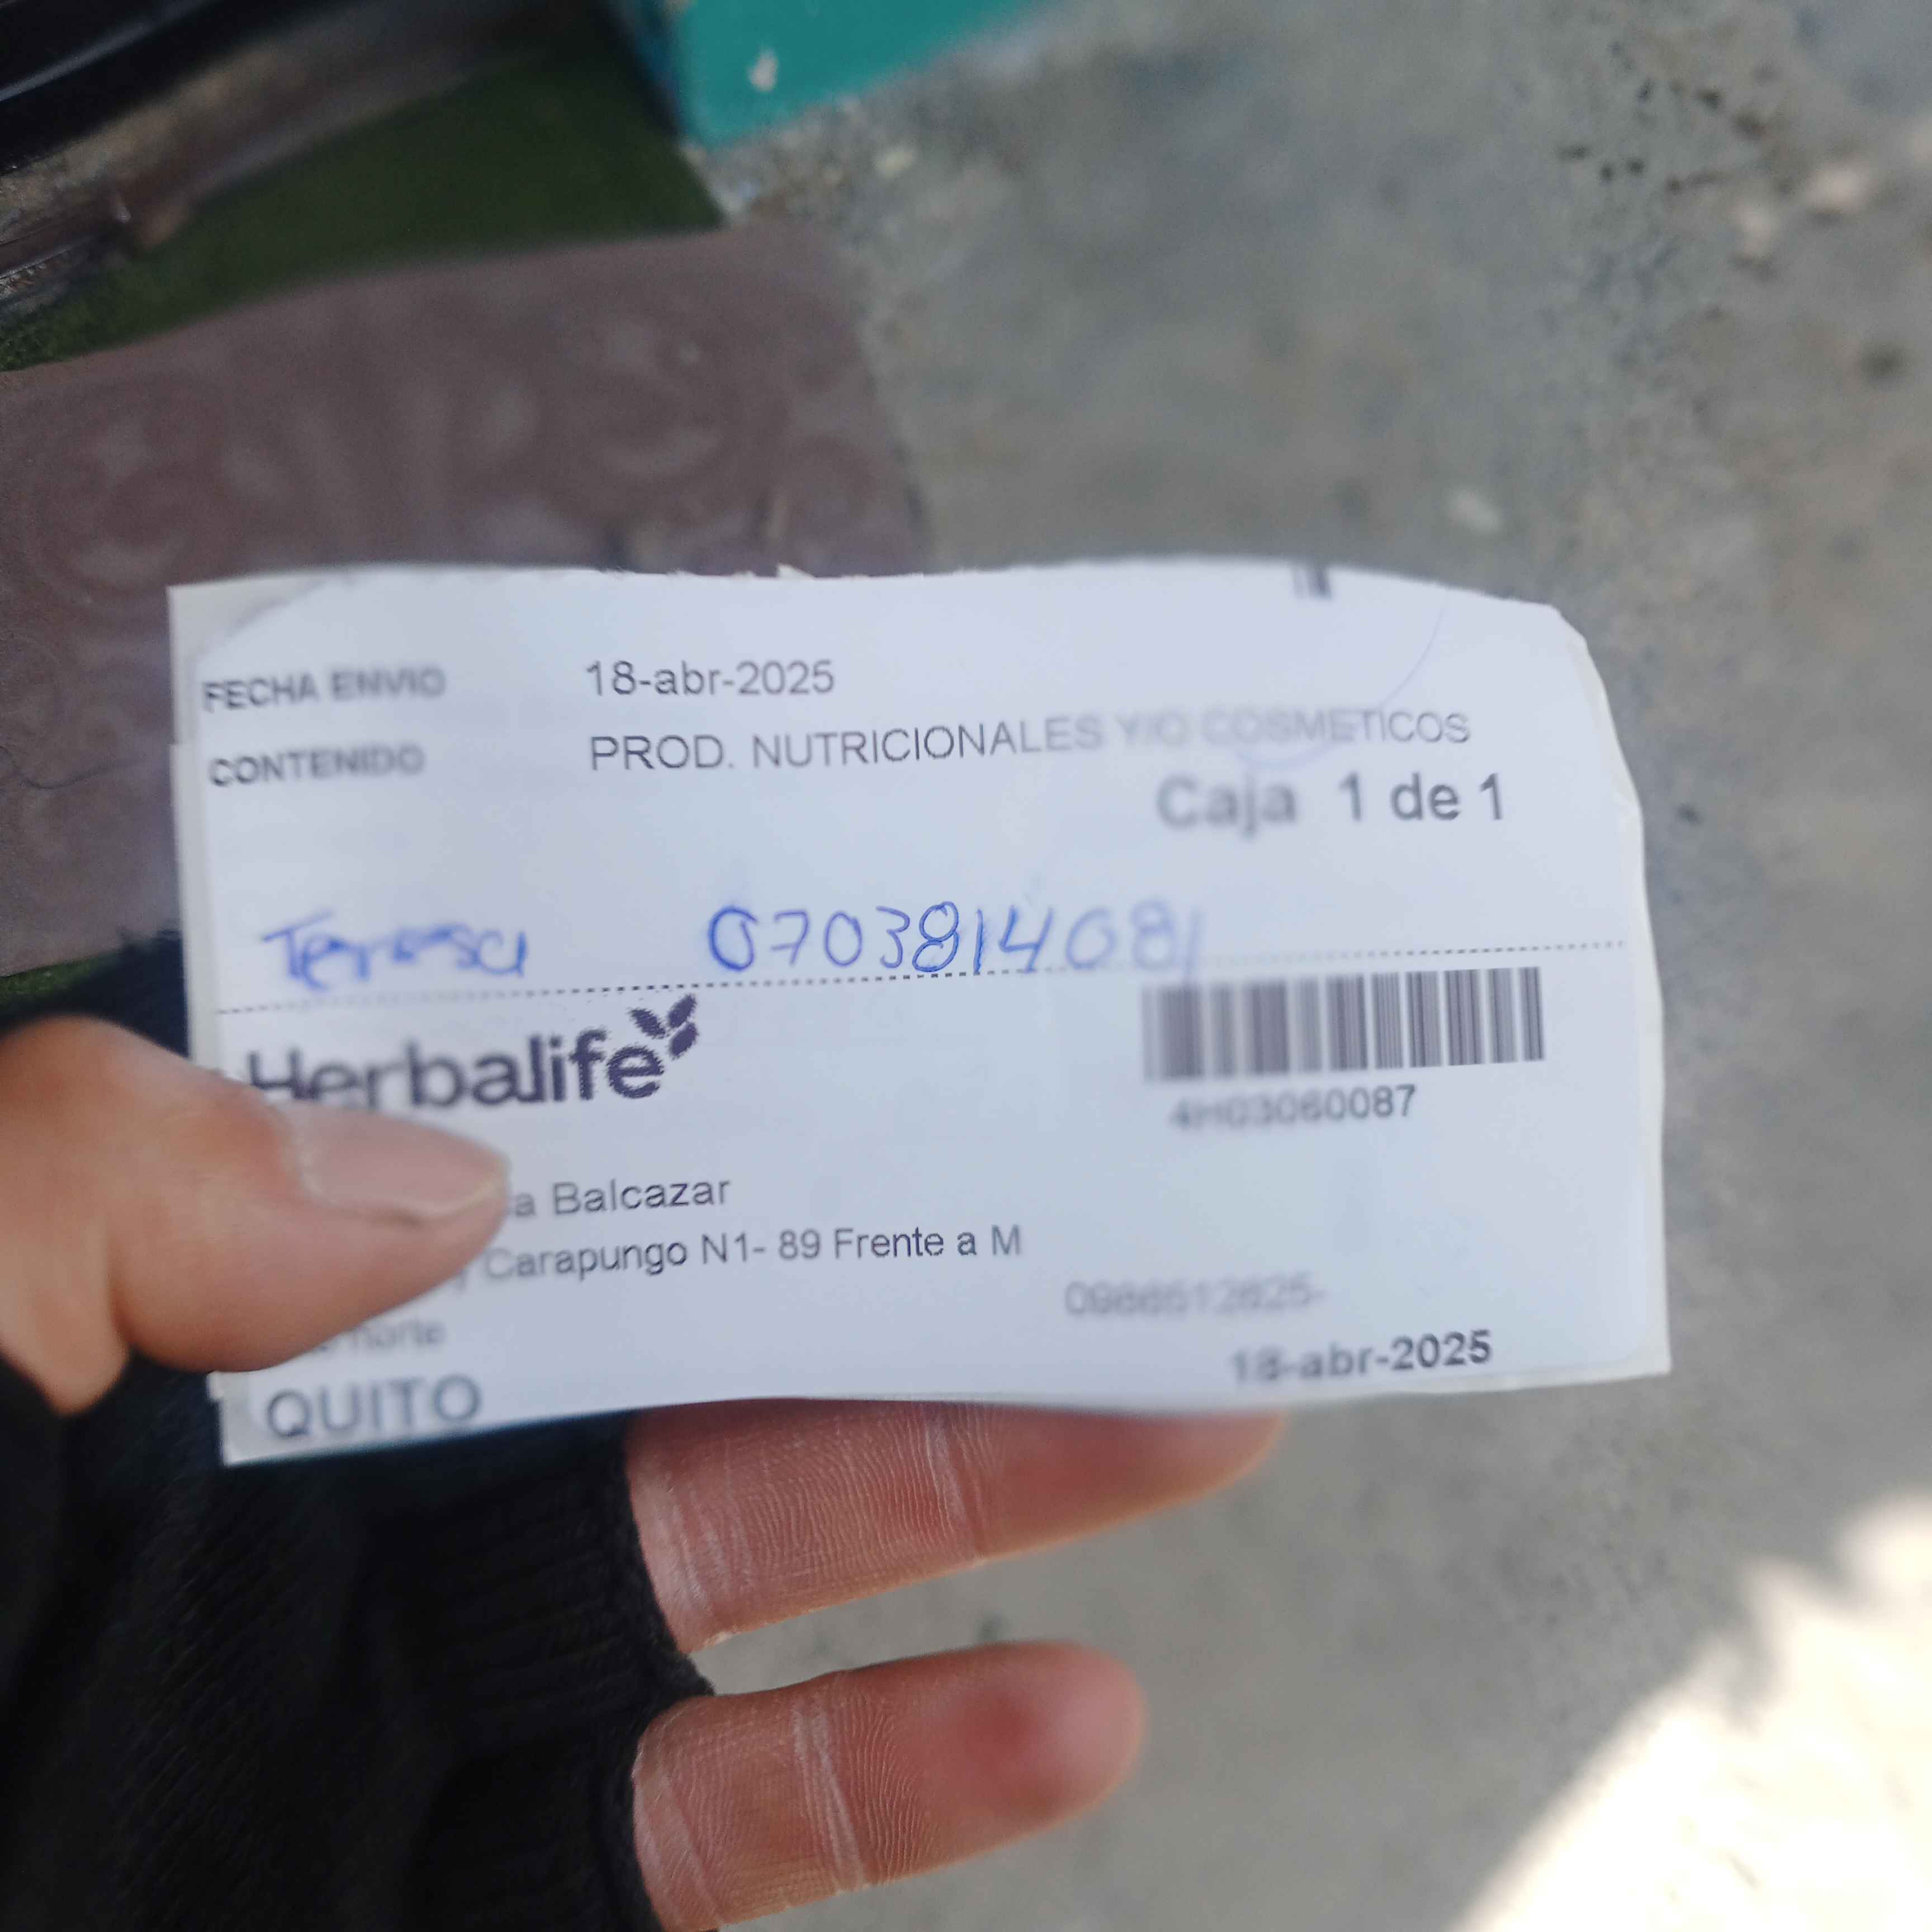 FECHA ENVIO 18-abr-2025
CONTENIDO PROD. NUTRICIONALES Y/O COSMETICOS
Caja 1 de 1
Teresa 0703814081
Herbalife
4H03060087
a Balcazar
Carapungo N1- 89 Frente a M
norte
18-abr-2025
QUITO